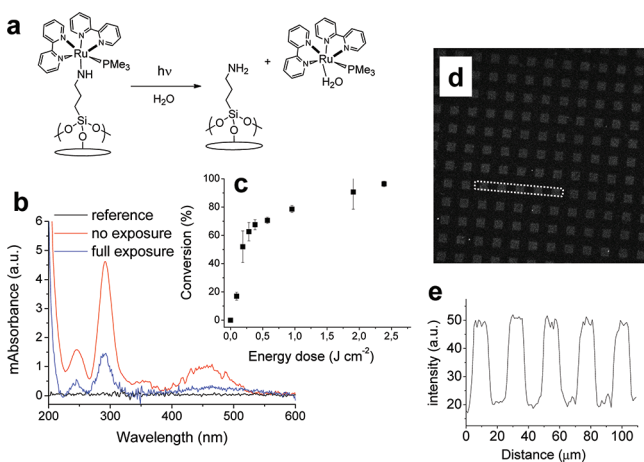 a
N
N
N
N
Ru
PMe3
NH
hν
H2O
NH2
+
N
N
N
N
Ru
PMe3
H2O
Si
O
O
O
Si
O
O
O
b
reference
no exposure
full exposure
mAbsorbance (a.u.)
6
5
4
3
2
1
0
200 300 400 500 600
Wavelength (nm)
c
Conversion (%)
100
80
60
40
20
0
0,0 0,5 1,0 1,5 2,0 2,5
Energy dose (J cm-2)
d
e
intensity (a.u.)
50
40
30
20
0 20 40 60 80 100
Distance (μm)